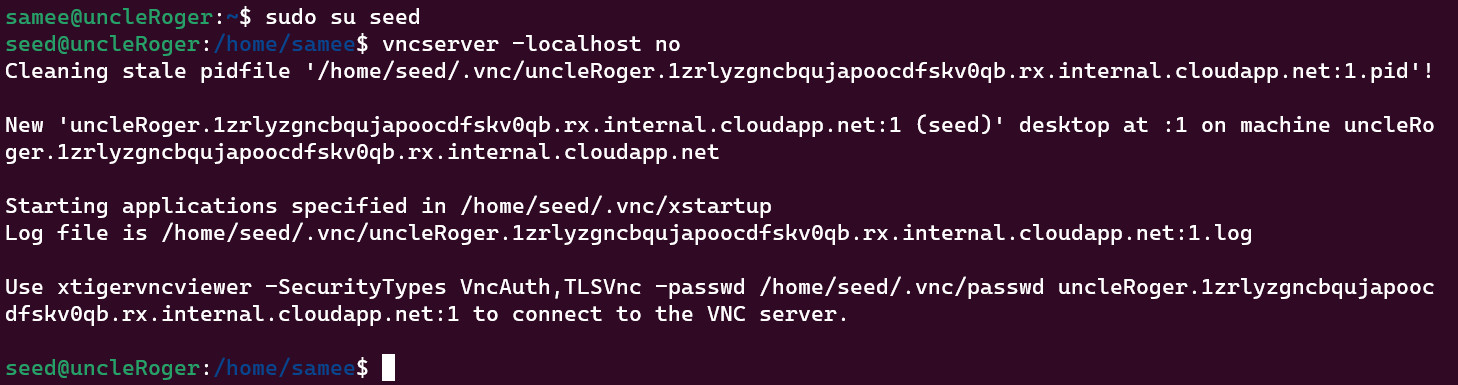 samee@uncleRoger:~$ sudo su seed
seed@uncleRoger:/home/samee$ vncserver -localhost no
Cleaning stale pidfile '/home/seed/.vnc/uncleRoger.1zrlyzgncbqujapoocdfskv0qb.rx.internal.cloudapp.net:1.pid'!
New 'uncleRoger.1zrlyzgncbqujapoocdfskv0qb.rx.internal.cloudapp.net:1 (seed)' desktop at :1 on machine uncleRo
ger.1zrlyzgncbqujapoocdfskv0qb.rx.internal.cloudapp.net
Starting applications specified in /home/seed/.vnc/xstartup
Log file is /home/seed/.vnc/uncleRoger.1zrlyzgncbqujapoocdfskv0qb.rx.internal.cloudapp.net:1.log
Use xtigervncviewer -SecurityTypes VncAuth,TLSVnc -passwd /home/seed/.vnc/passwd uncleRoger.1zrlyzgncbqujapooc
dfskv0qb.rx.internal.cloudapp.net:1 to connect to the VNC server.
seed@uncleRoger:/home/samee$